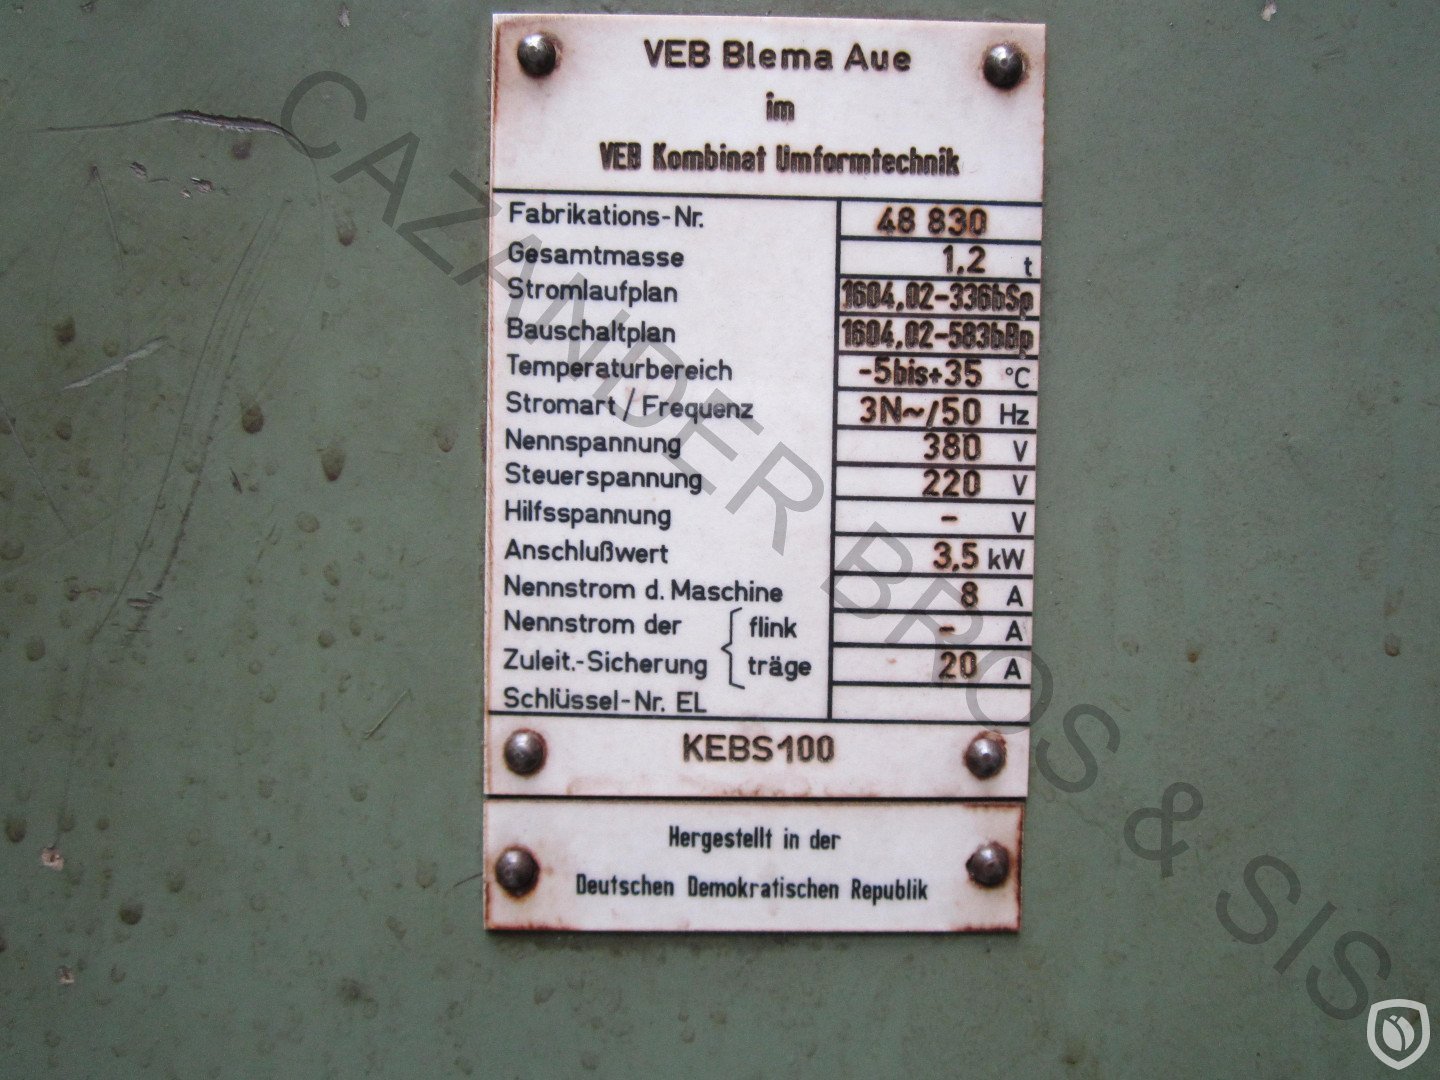 VEB Blema Aue
im
VEB Kombinat Umformtechnik
Fabrikations-Nr. 48 830
Gesamtmasse 1,2 t
Stromlaufplan 1604.02-336bSp
Bauschaltplan 1604.02-583bBp
Temperaturbereich -5bis+35 °C
Stromart/Frequenz 3N~/50 Hz
Nennspannung 380 V
Steuerspannung 220 V
Hilfsspannung - V
Anschlußwert 3,5 kW
Nennstrom d. Maschine 8 A
Nennstrom der { flink - A
Zuleit.-Sicherung { träge 20 A
Schlüssel-Nr. EL
KEBS100
Hergestellt in der
Deutschen Demokratischen Republik
CAZANDER BROS & SIS